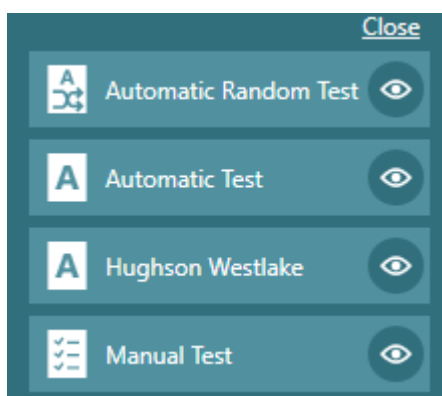 Close
A
Automatic Random Test
A
Automatic Test
A
Hughson Westlake
Manual Test